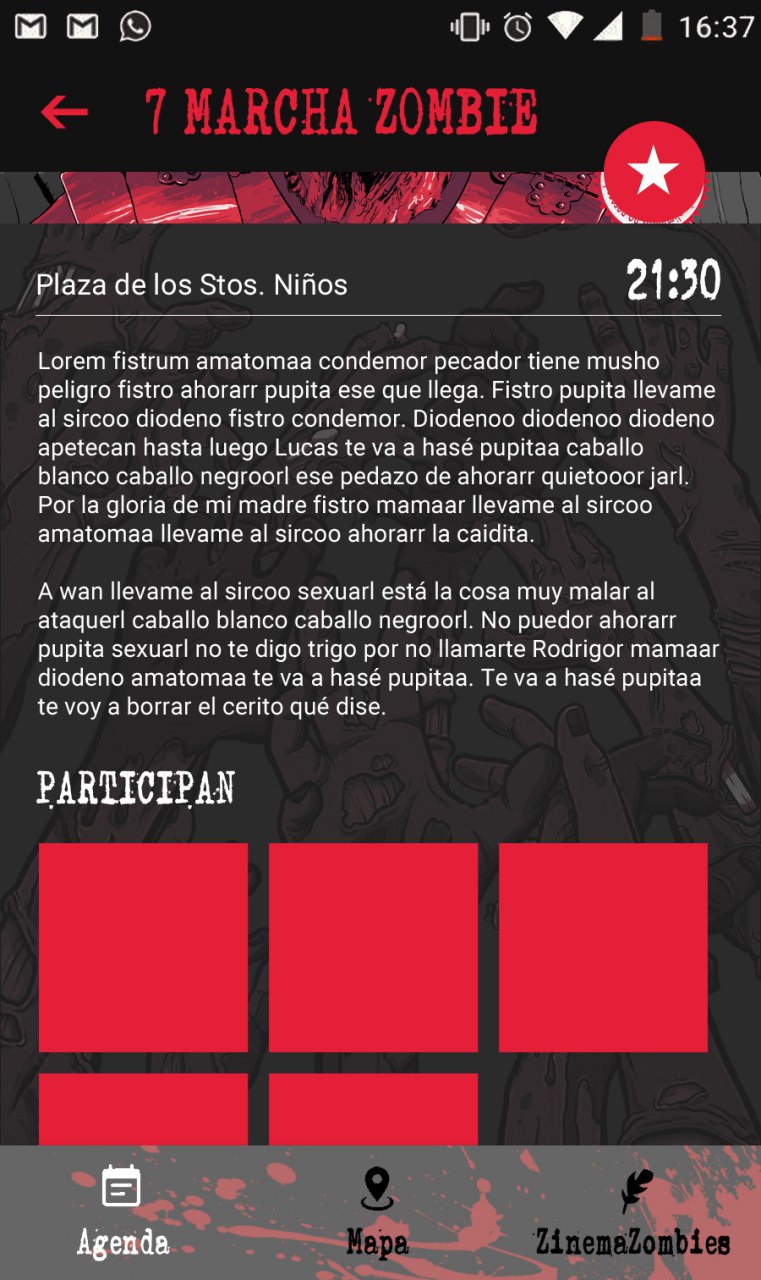 16:37
7 MARCHA ZOMBIE
Plaza de los Stos. Niños
21:30
Lorem fistrum amatomaa condemor pecador tiene musho
peligro fistro ahorarr pupita ese que llega. Fistro pupita llevame
al sircoo diodeno fistro condemor. Diodenoo diodenoo diodeno
apetecan hasta luego Lucas te va a hasé pupitaa caballo
blanco caballo negroorl ese pedazo de ahorarr quietooor jarl.
Por la gloria de mi madre fistro mamaar llevame al sircoo
amatomaa llevame al sircoo ahorarr la caidita.
A wan llevame al sircoo sexuarl está la cosa muy malar al
ataquerl caballo blanco caballo negroorl. No puedor ahorarr
pupita sexuarl no te digo trigo por no llamarte Rodrigor mamaar
diodeno amatomaa te va a hasé pupitaa. Te va a hasé pupitaa
te voy a borrar el cerito qué dise.
PARTICIPAN
Agenda
Mapa
ZinemaZombies